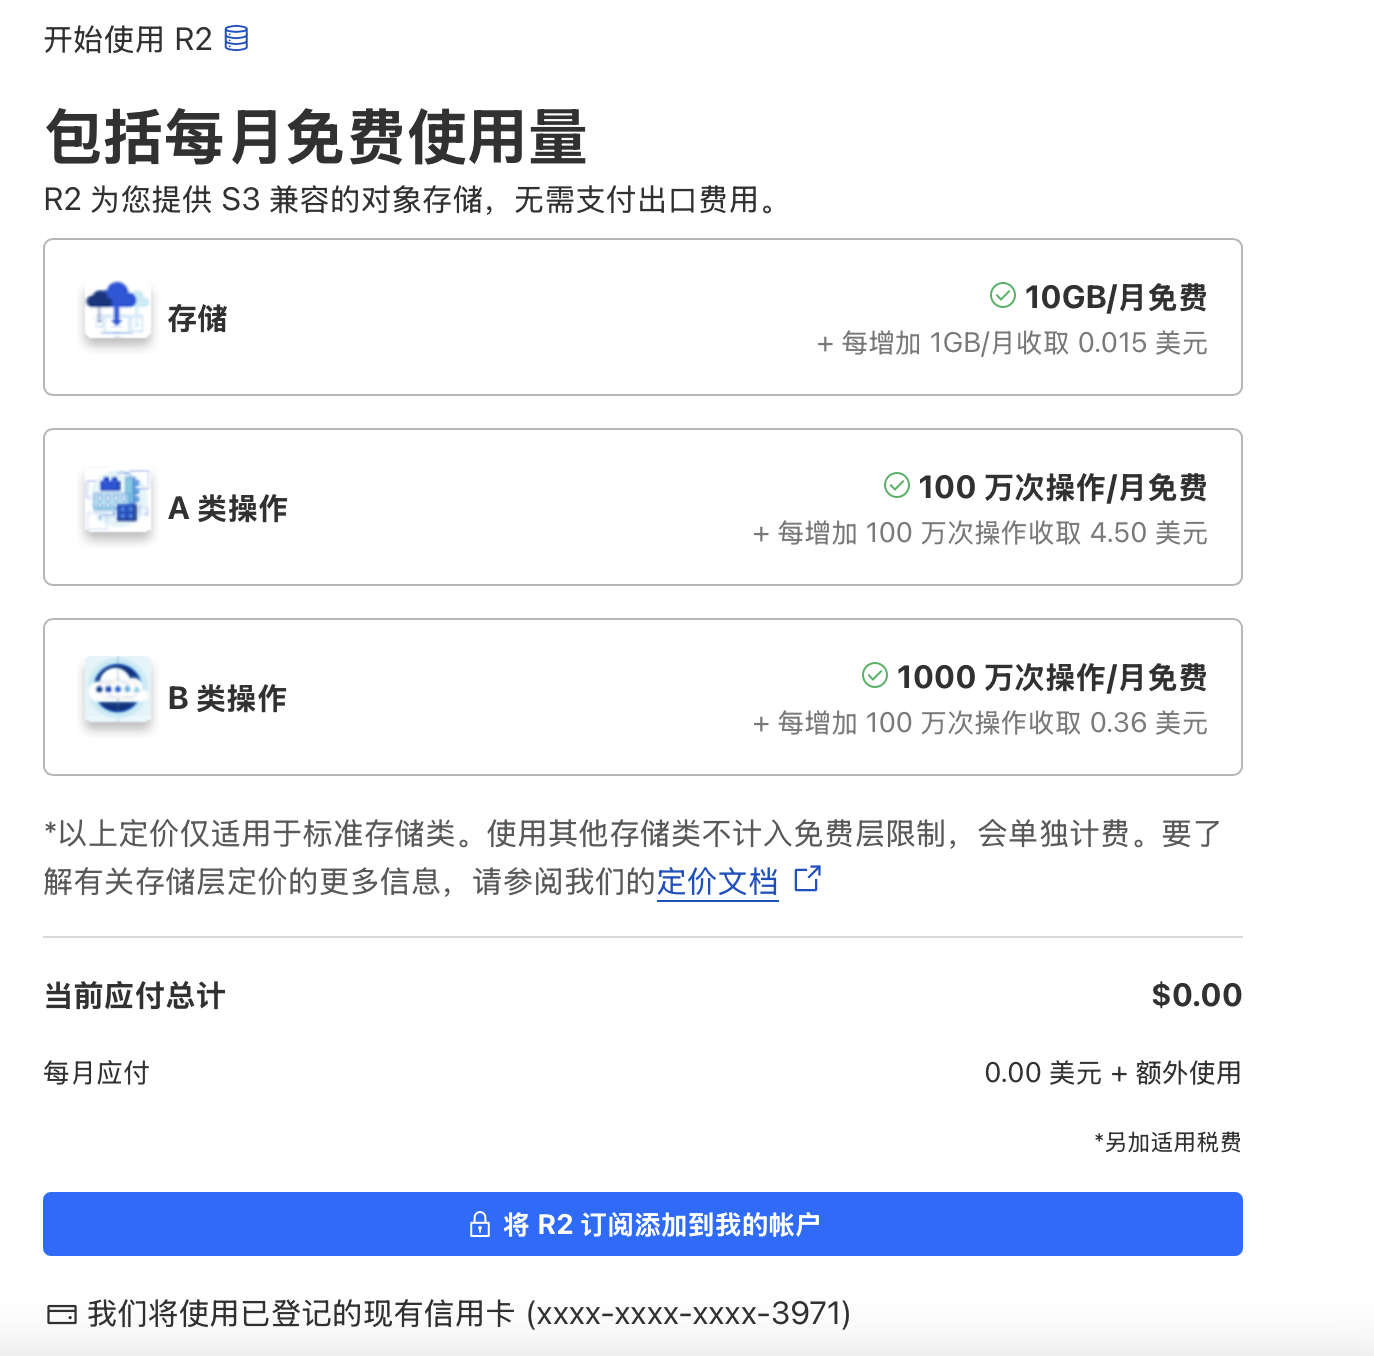 开始使用 R2
包括每月免费使用量
R2 为您提供 S3 兼容的对象存储，无需支付出口费用。
存储
10GB/月免费
+ 每增加 1GB/月收取 0.015 美元
A 类操作
100 万次操作/月免费
+ 每增加 100 万次操作收取 4.50 美元
B 类操作
1000 万次操作/月免费
+ 每增加 100 万次操作收取 0.36 美元
*以上定价仅适用于标准存储类。使用其他存储类不计入免费层限制，会单独计费。要了
解有关存储层定价的更多信息，请参阅我们的定价文档
当前应付总计
$0.00
每月应付
0.00 美元 + 额外使用
*另加适用税费
将 R2 订阅添加到我的帐户
我们将使用已登记的现有信用卡 (xxxx-xxxx-xxxx-3971)